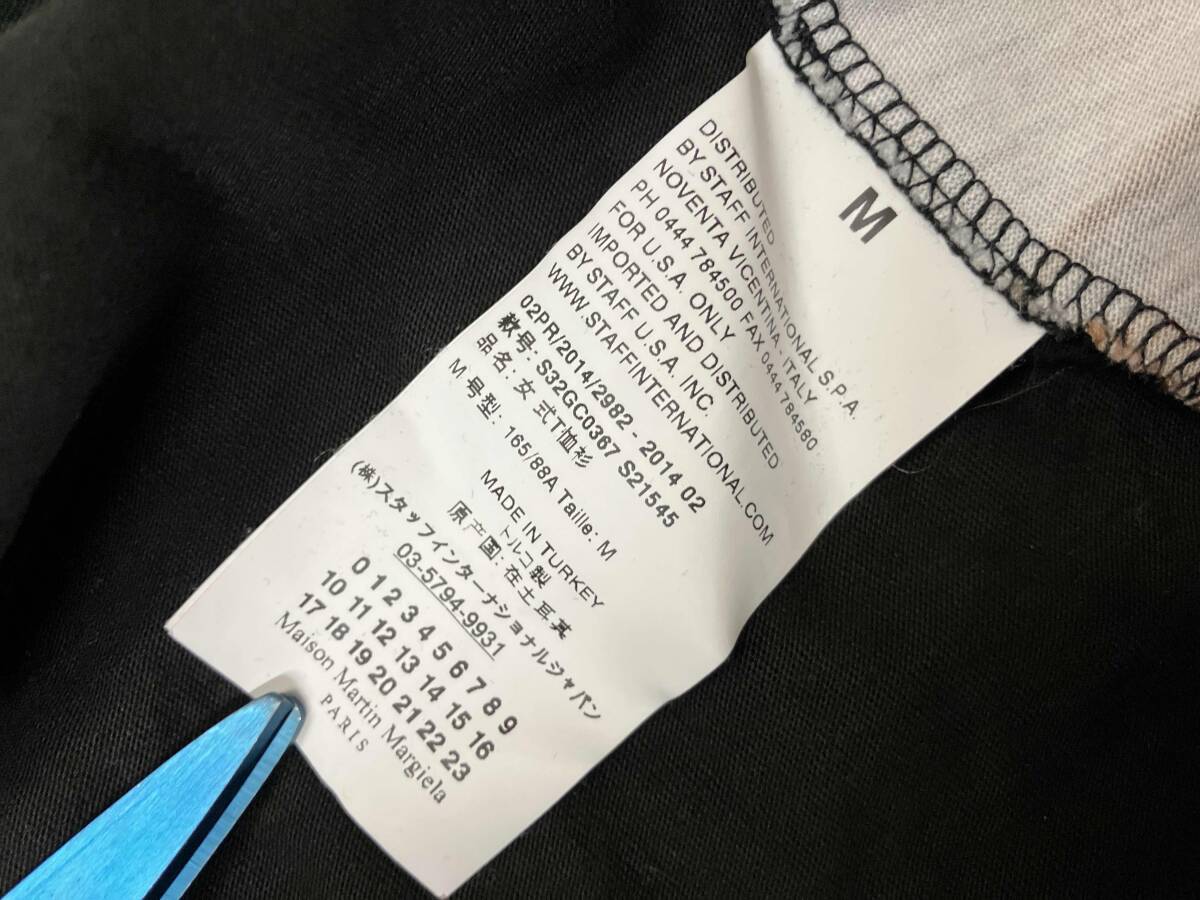 M
DISTRIBUTED
BY STAFF INTERNATIONAL S.P.A.
NOVENTA VICENTINA - ITALY
PH 0444 784500 FAX 0444 784580
FOR U.S.A. ONLY
IMPORTED AND DISTRIBUTED
BY STAFF U.S.A. INC.
WWW.STAFFINTERNATIONAL.COM
02PR/2014/2982 - 2014 02
款号: S32GC0367 S21545
品名: 女 式T恤衫
M 号型: 165/88A Taille: M
MADE IN TURKEY
トルコ製
原产国: 在土耳其
(株)スタッフインターナショナルジャパン
03-5794-9931
0 1 2 3 4 5 6 7 8 9
10 11 12 13 14 15 16
17 18 19 20 21 22 23
Maison Martin Margiela
PARIS